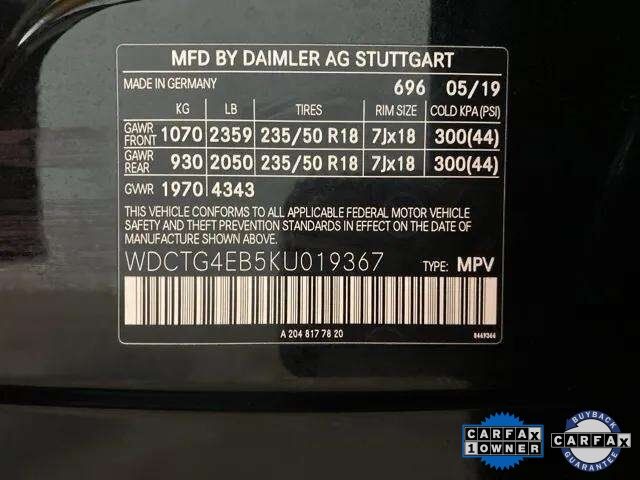 MFD BY DAIMLER AG STUTTGART
MADE IN GERMANY 696 05/19
KG LB TIRES RIM SIZE COLD KPA(PSI)
GAWR FRONT 1070 2359 235/50 R18 7Jx18 300(44)
GAWR REAR 930 2050 235/50 R18 7Jx18 300(44)
GVWR 1970 4343
THIS VEHICLE CONFORMS TO ALL APPLICABLE FEDERAL MOTOR VEHICLE
SAFETY AND THEFT PREVENTION STANDARDS IN EFFECT ON THE DATE
OF MANUFACTURE SHOWN ABOVE.
WDCTG4EB5KU019367 TYPE: MPV
A 204 817 78 20
CARFAX
1 OWNER
BUYBACK
CARFAX
GUARANTEE